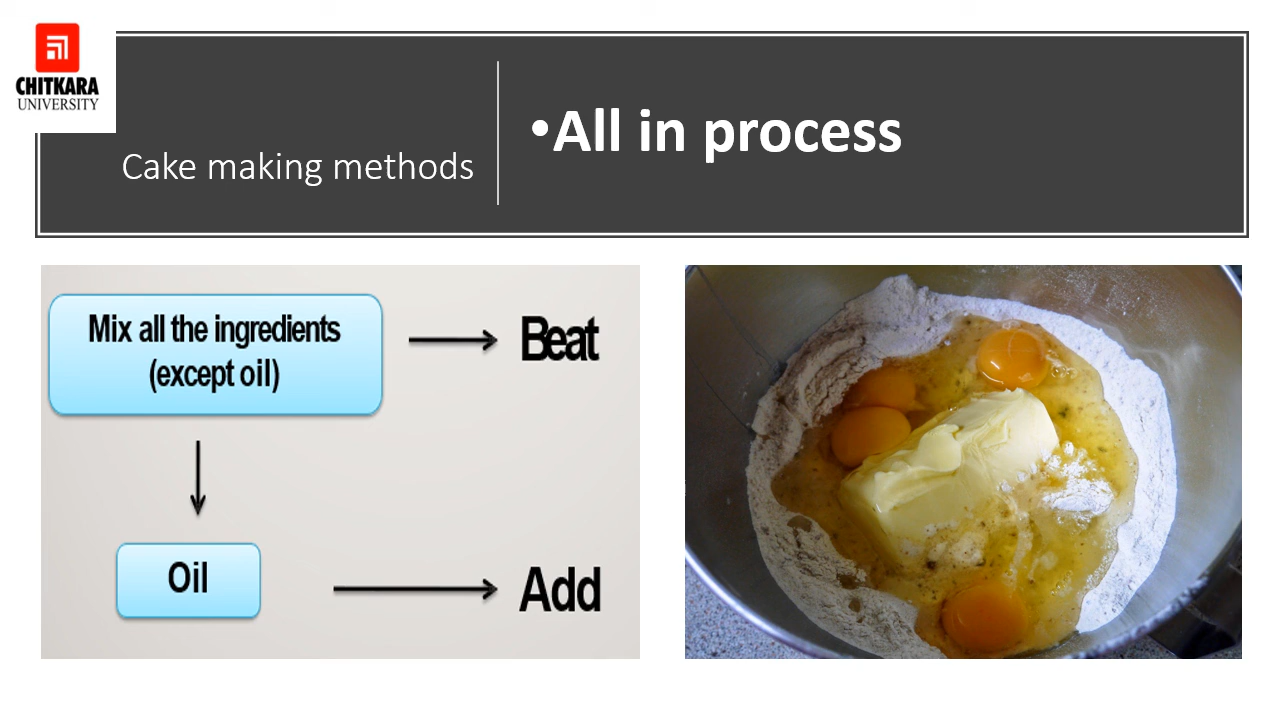 CHITKARA
UNIVERSITY
Cake making methods
•All in process
Mix all the ingredients
(except oil)
Beat
Oil
Add